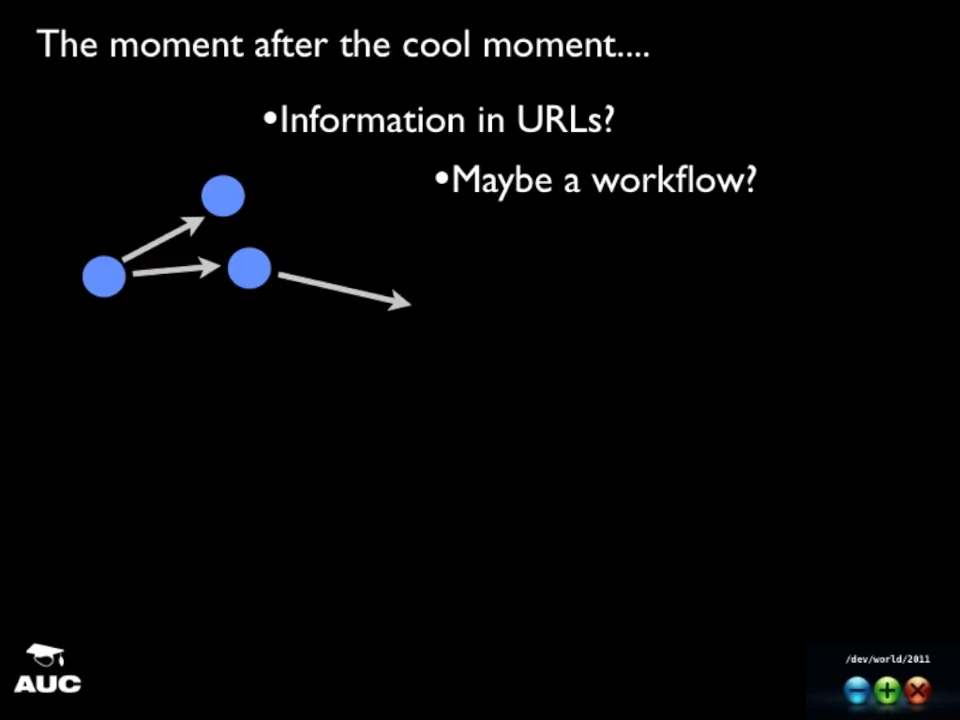 The moment after the cool moment....
•Information in URLs?
•Maybe a workflow?
AUC
/dev/world/2011